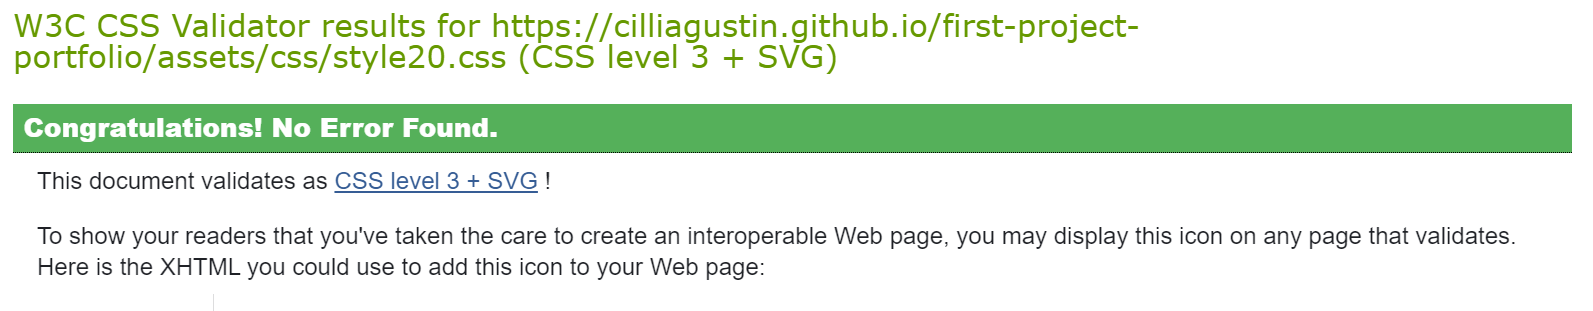 W3C CSS Validator results for https://cilliagustin.github.io/first-project-
portfolio/assets/css/style20.css (CSS level 3 + SVG)
Congratulations! No Error Found.
This document validates as CSS level 3 + SVG !
To show your readers that you've taken the care to create an interoperable Web page, you may display this icon on any page that validates.
Here is the XHTML you could use to add this icon to your Web page: